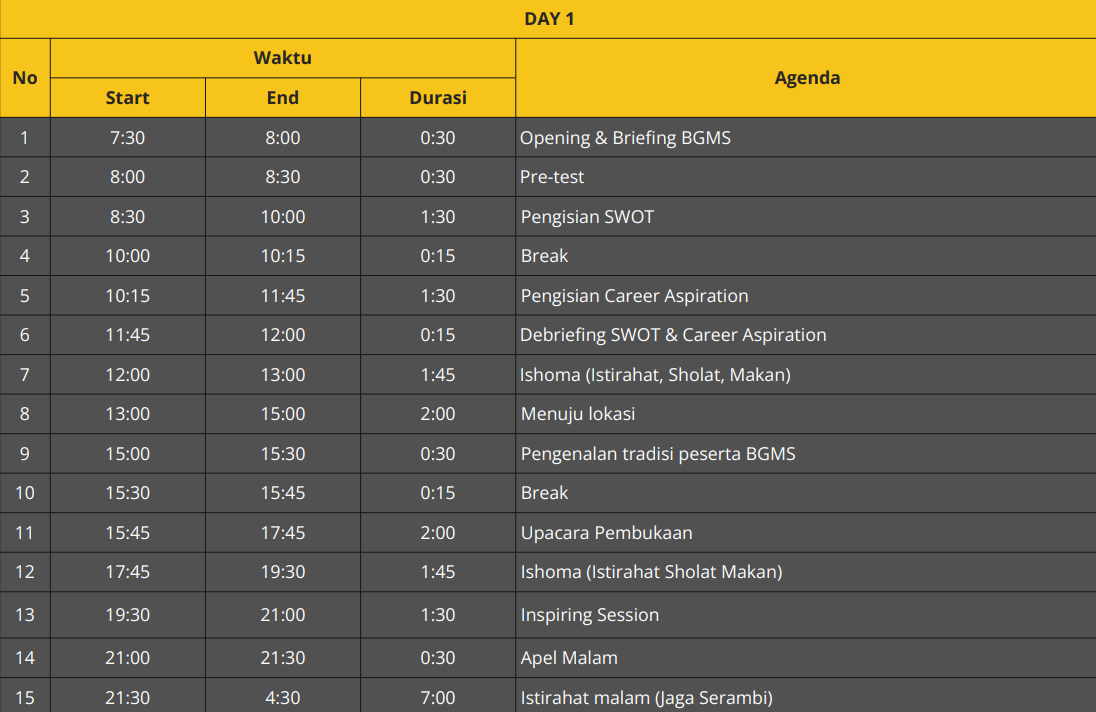 DAY 1
No Waktu Agenda
Start End Durasi
1 7:30 8:00 0:30 Opening & Briefing BGMS
2 8:00 8:30 0:30 Pre-test
3 8:30 10:00 1:30 Pengisian SWOT
4 10:00 10:15 0:15 Break
5 10:15 11:45 1:30 Pengisian Career Aspiration
6 11:45 12:00 0:15 Debriefing SWOT & Career Aspiration
7 12:00 13:00 1:45 Ishoma (Istirahat, Sholat, Makan)
8 13:00 15:00 2:00 Menuju lokasi
9 15:00 15:30 0:30 Pengenalan tradisi peserta BGMS
10 15:30 15:45 0:15 Break
11 15:45 17:45 2:00 Upacara Pembukaan
12 17:45 19:30 1:45 Ishoma (Istirahat Sholat Makan)
13 19:30 21:00 1:30 Inspiring Session
14 21:00 21:30 0:30 Apel Malam
15 21:30 4:30 7:00 Istirahat malam (Jaga Serambi)